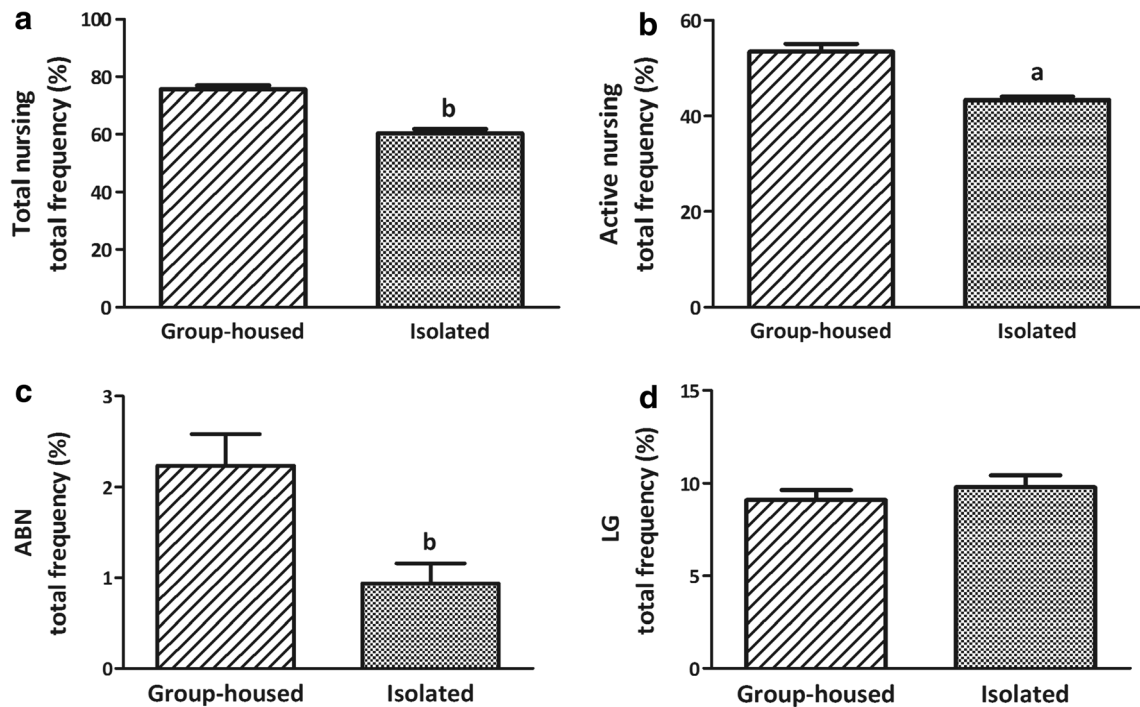 a
Total nursing
total frequency (%)
100
80
60
40
20
0
b
Group-housed
Isolated
b
Active nursing
total frequency (%)
60
40
20
0
a
Group-housed
Isolated
c
ABN
total frequency (%)
3
2
1
0
b
Group-housed
Isolated
d
LG
total frequency (%)
15
10
5
0
Group-housed
Isolated